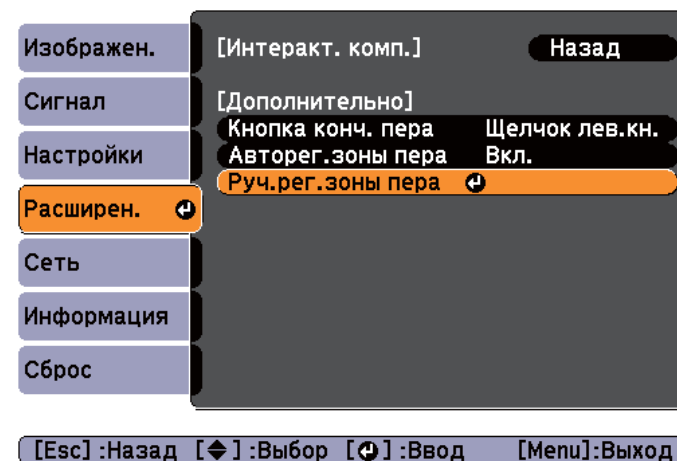 Изображен.
Сигнал
Настройки
Расширен.
Сеть
Информация
Сброс
[Интеракт. комп.] Назад
[Дополнительно]
Кнопка конч. пера Щелчок лев.кн.
Авторег.зоны пера Вкл.
Руч.рег.зоны пера
[Esc] :Назад [ ] :Выбор [ ] :Ввод [Menu]:Выход